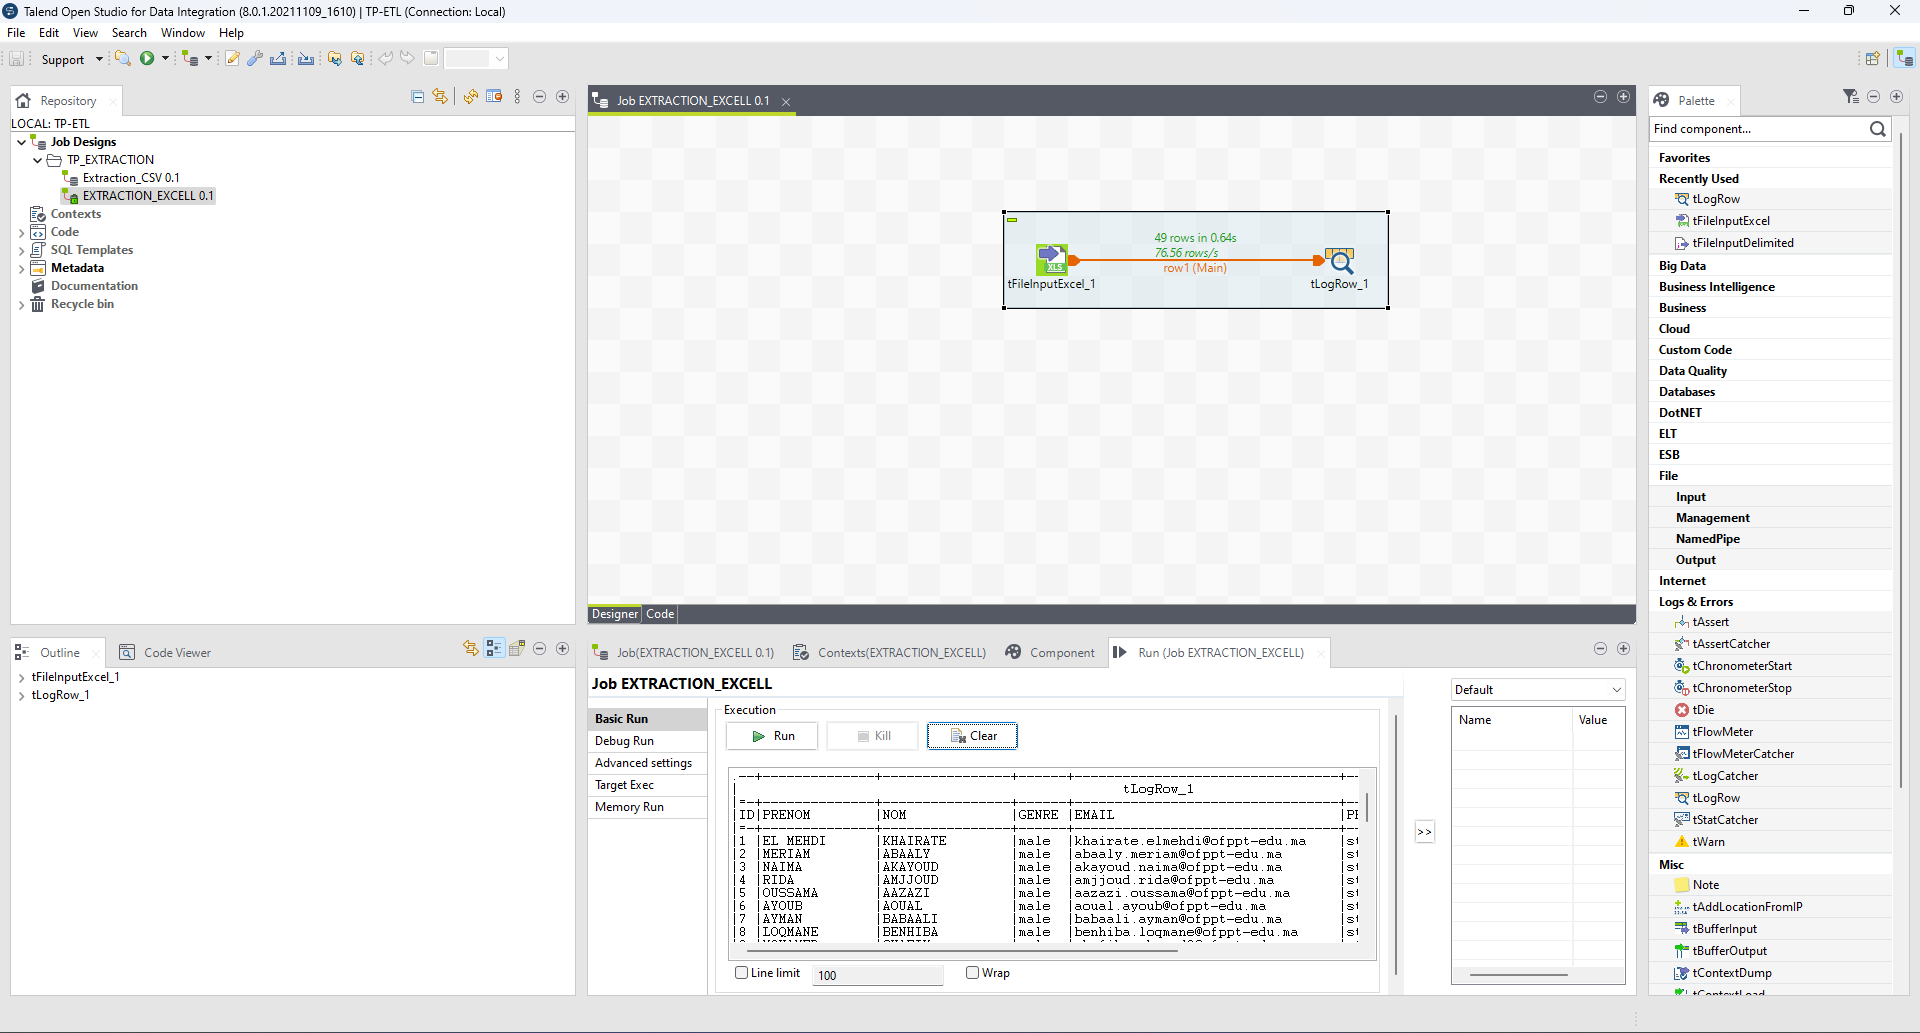 Talend Open Studio for Data Integration (8.0.1.20211109_1610) | TP-ETL (Connection: Local)
File Edit View Search Window Help
Support
Repository
LOCAL: TP-ETL
Job Designs
TP_EXTRACTION
Extraction_CSV 0.1
EXTRACTION_EXCELL 0.1
Contexts
Code
SQL Templates
Metadata
Documentation
Recycle bin
Job EXTRACTION_EXCELL 0.1
49 rows in 0.64s
76.56 rows/s
row1 (Main)
XLS
tFileInputExcel_1
tLogRow_1
Designer Code
Palette
Find component...
Favorites
Recently Used
tLogRow
tFileInputExcel
tFileInputDelimited
Big Data
Business Intelligence
Business
Cloud
Custom Code
Data Quality
Databases
DotNET
ELT
ESB
File
Input
Management
NamedPipe
Output
Internet
Logs & Errors
tAssert
tAssertCatcher
tChronometerStart
tChronometerStop
tDie
tFlowMeter
tFlowMeterCatcher
tLogCatcher
tLogRow
tStatCatcher
tWarn
Misc
Note
tAddLocationFromIP
tBufferInput
tBufferOutput
tContextDump
tContextLoad
Outline Code Viewer
tFileInputExcel_1
tLogRow_1
Job(EXTRACTION_EXCELL 0.1) Contexts(EXTRACTION_EXCELL) Component Run (Job EXTRACTION_EXCELL)
Job EXTRACTION_EXCELL
Basic Run
Debug Run
Advanced settings
Target Exec
Memory Run
Execution
Run Kill Clear
tLogRow_1
|ID|PRENOM |NOM |GENRE |EMAIL
|1 |EL MEHDI |KHAIRATE |male |khairate.elmehdi@ofppt-edu.ma |st
|2 |MERIAM |ABAALY |male |abaaly.meriam@ofppt-edu.ma |st
|3 |NAIMA |AKAYOUD |male |akayoud.naima@ofppt-edu.ma |st
|4 |RIDA |AMJJOUD |male |amjjoud.rida@ofppt-edu.ma |st
|5 |OUSSAMA |AAZAZI |male |aazazi.oussama@ofppt-edu.ma |st
|6 |AYOUB |AOUAL |male |aoual.ayoub@ofppt-edu.ma |st
|7 |AYMAN |BABAALI |male |babaali.ayman@ofppt-edu.ma |st
|8 |LOQMANE |BENHIBA |male |benhiba.loqmane@ofppt-edu.ma |st
Line limit 100 Wrap
>>
Default
Name Value